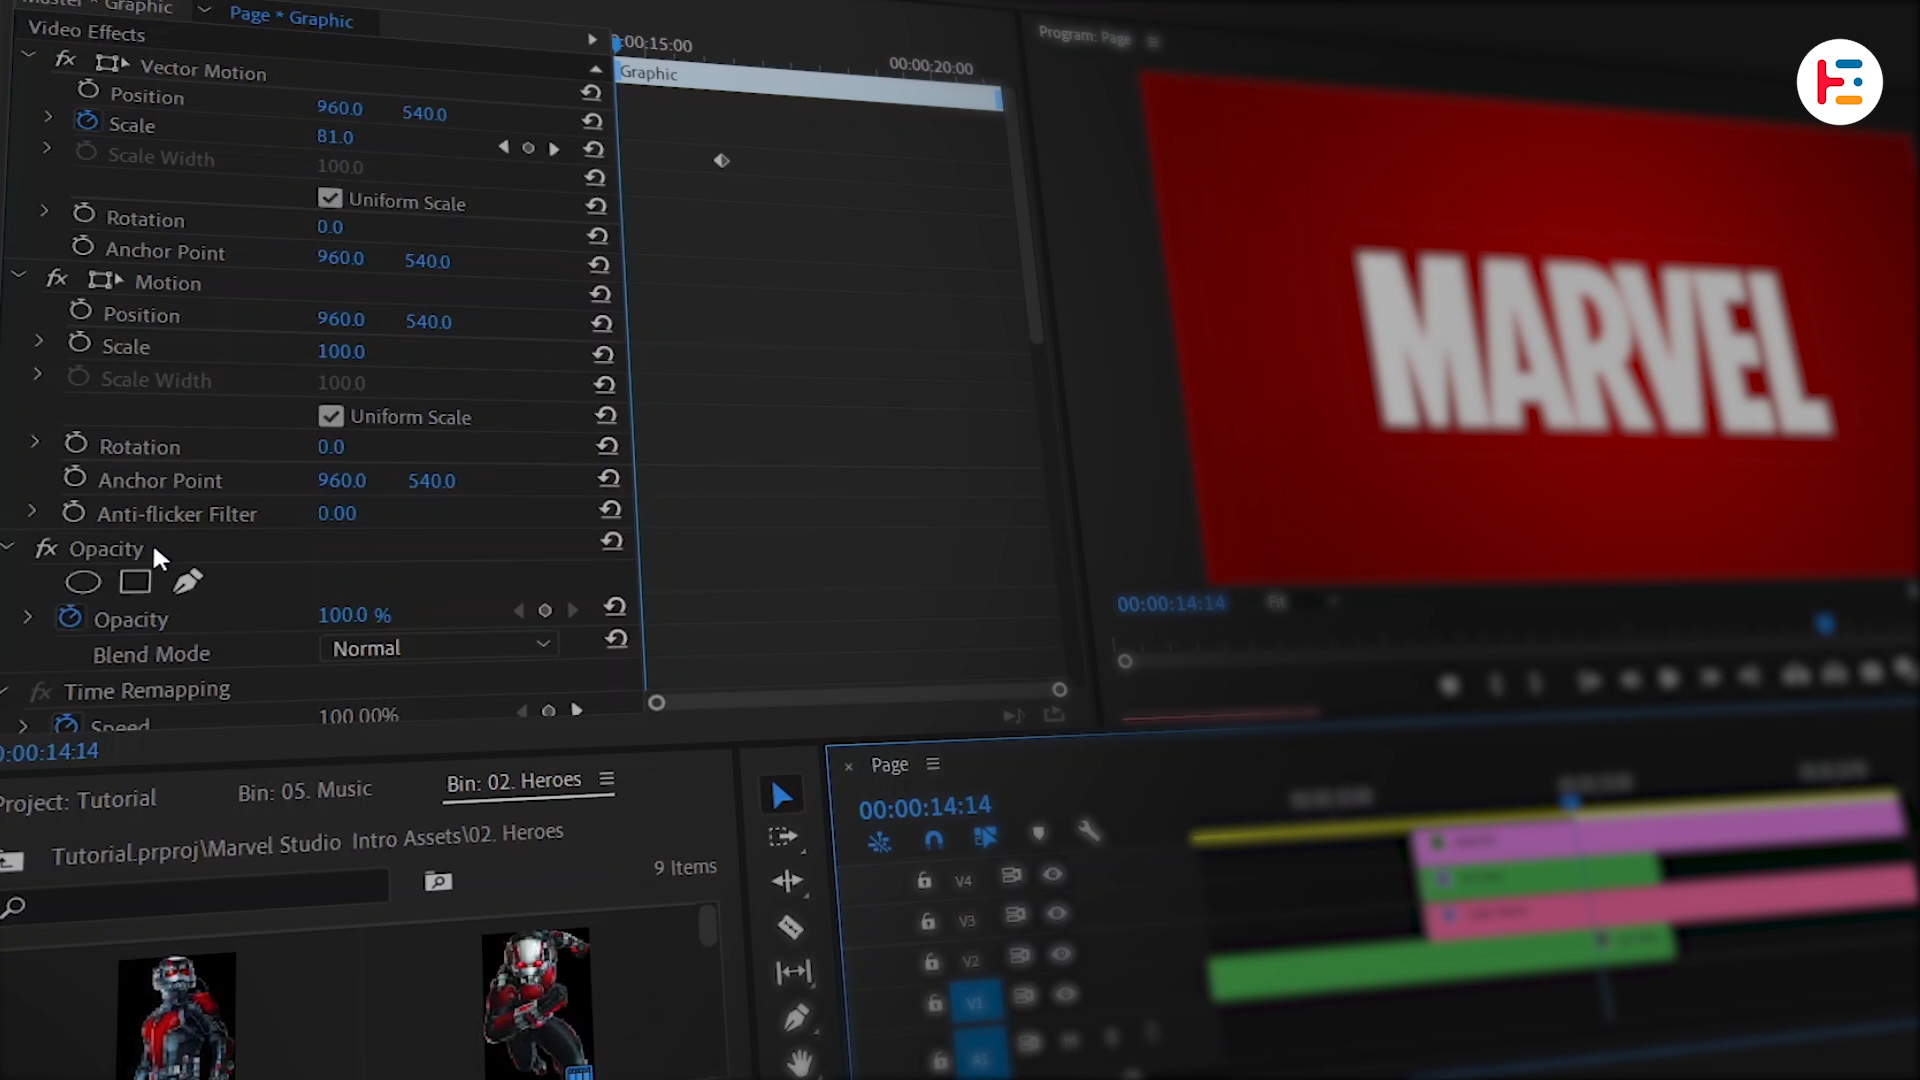 Master * Graphic
Page * Graphic
Video Effects
Vector Motion
Position 960.0 540.0
Scale 81.0
Scale Width 100.0
Uniform Scale
Rotation 0.0
Anchor Point 960.0 540.0
Motion
Position 960.0 540.0
Scale 100.0
Scale Width 100.0
Uniform Scale
Rotation 0.0
Anchor Point 960.0 540.0
Anti-flicker Filter 0.00
fx Opacity
Opacity 100.0 %
Blend Mode Normal
fx Time Remapping
Speed 100.00%
0:00:14:14
:00:15:00
00:00:20:00
Graphic
Program: Page
MARVEL
00:00:14:14
Fit
Project: Tutorial
Bin: 05. Music
Bin: 02. Heroes
Tutorial.prproj\Marvel Studio Intro Assets\02. Heroes
9 Items
× Page
00:00:14:14
V4
V3
V2
V1
A1
M